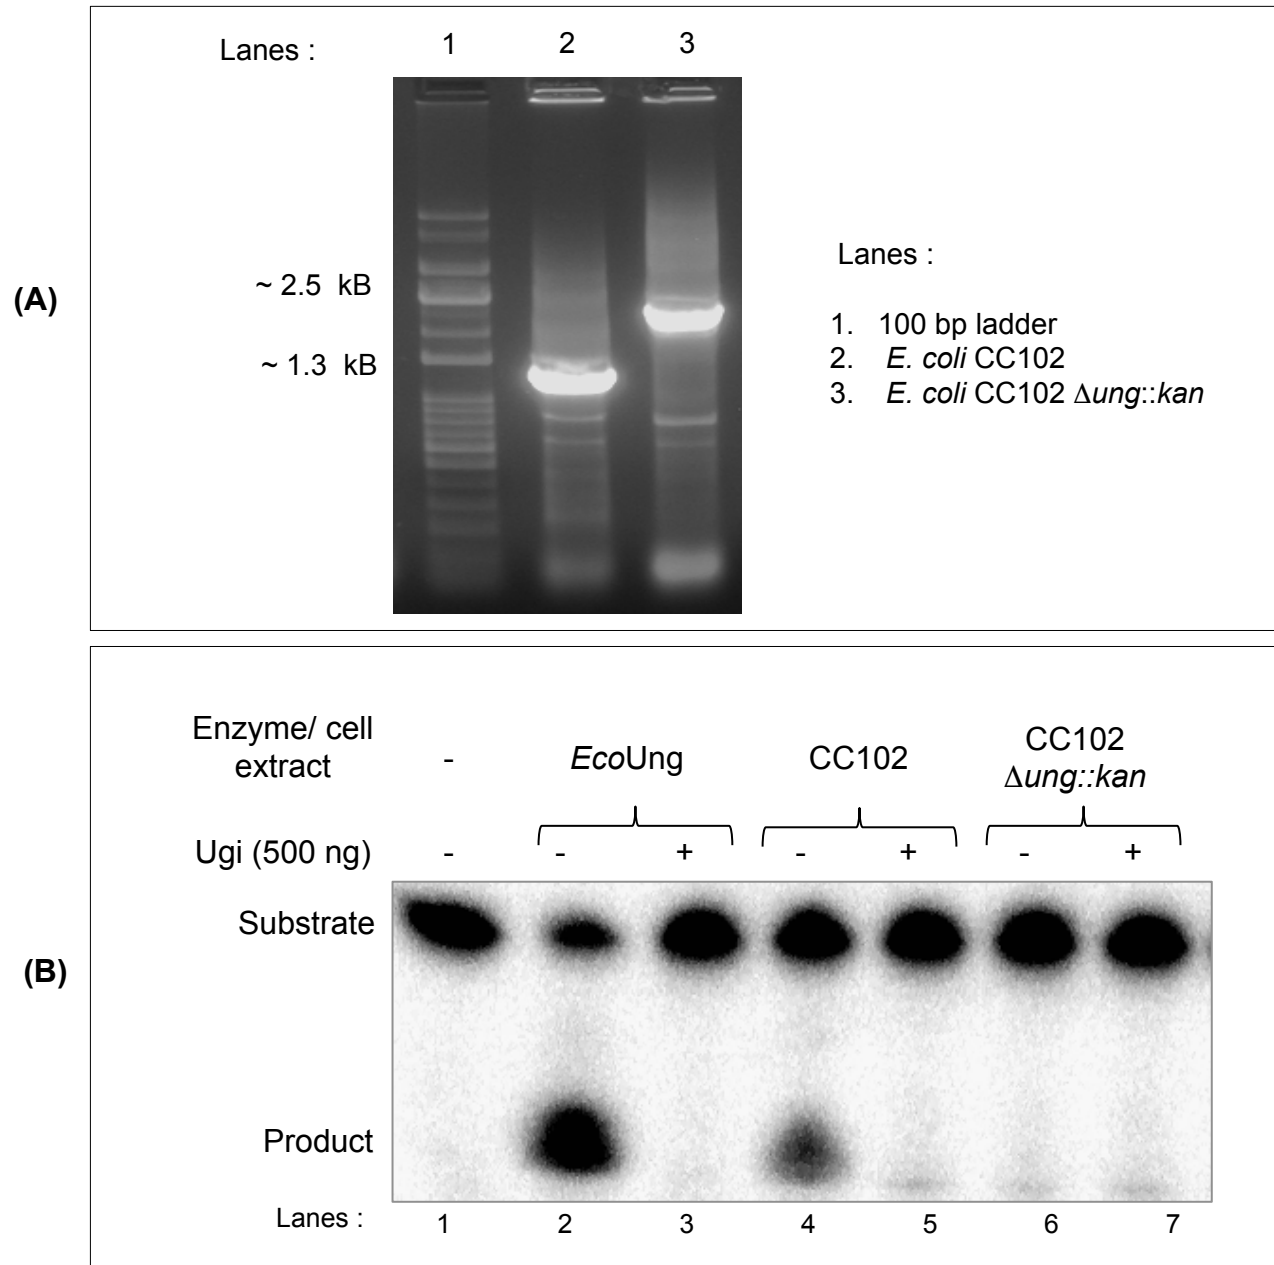 Lanes : 1 2 3
(A)
~ 2.5 kB
~ 1.3 kB
Lanes :
1. 100 bp ladder
2. E. coli CC102
3. E. coli CC102 Δung::kan
(B)
Enzyme/ cell
extract
- EcoUng CC102 CC102
Δung::kan
Ugi (500 ng) - - + - + - +
Substrate
Product
Lanes : 1 2 3 4 5 6 7